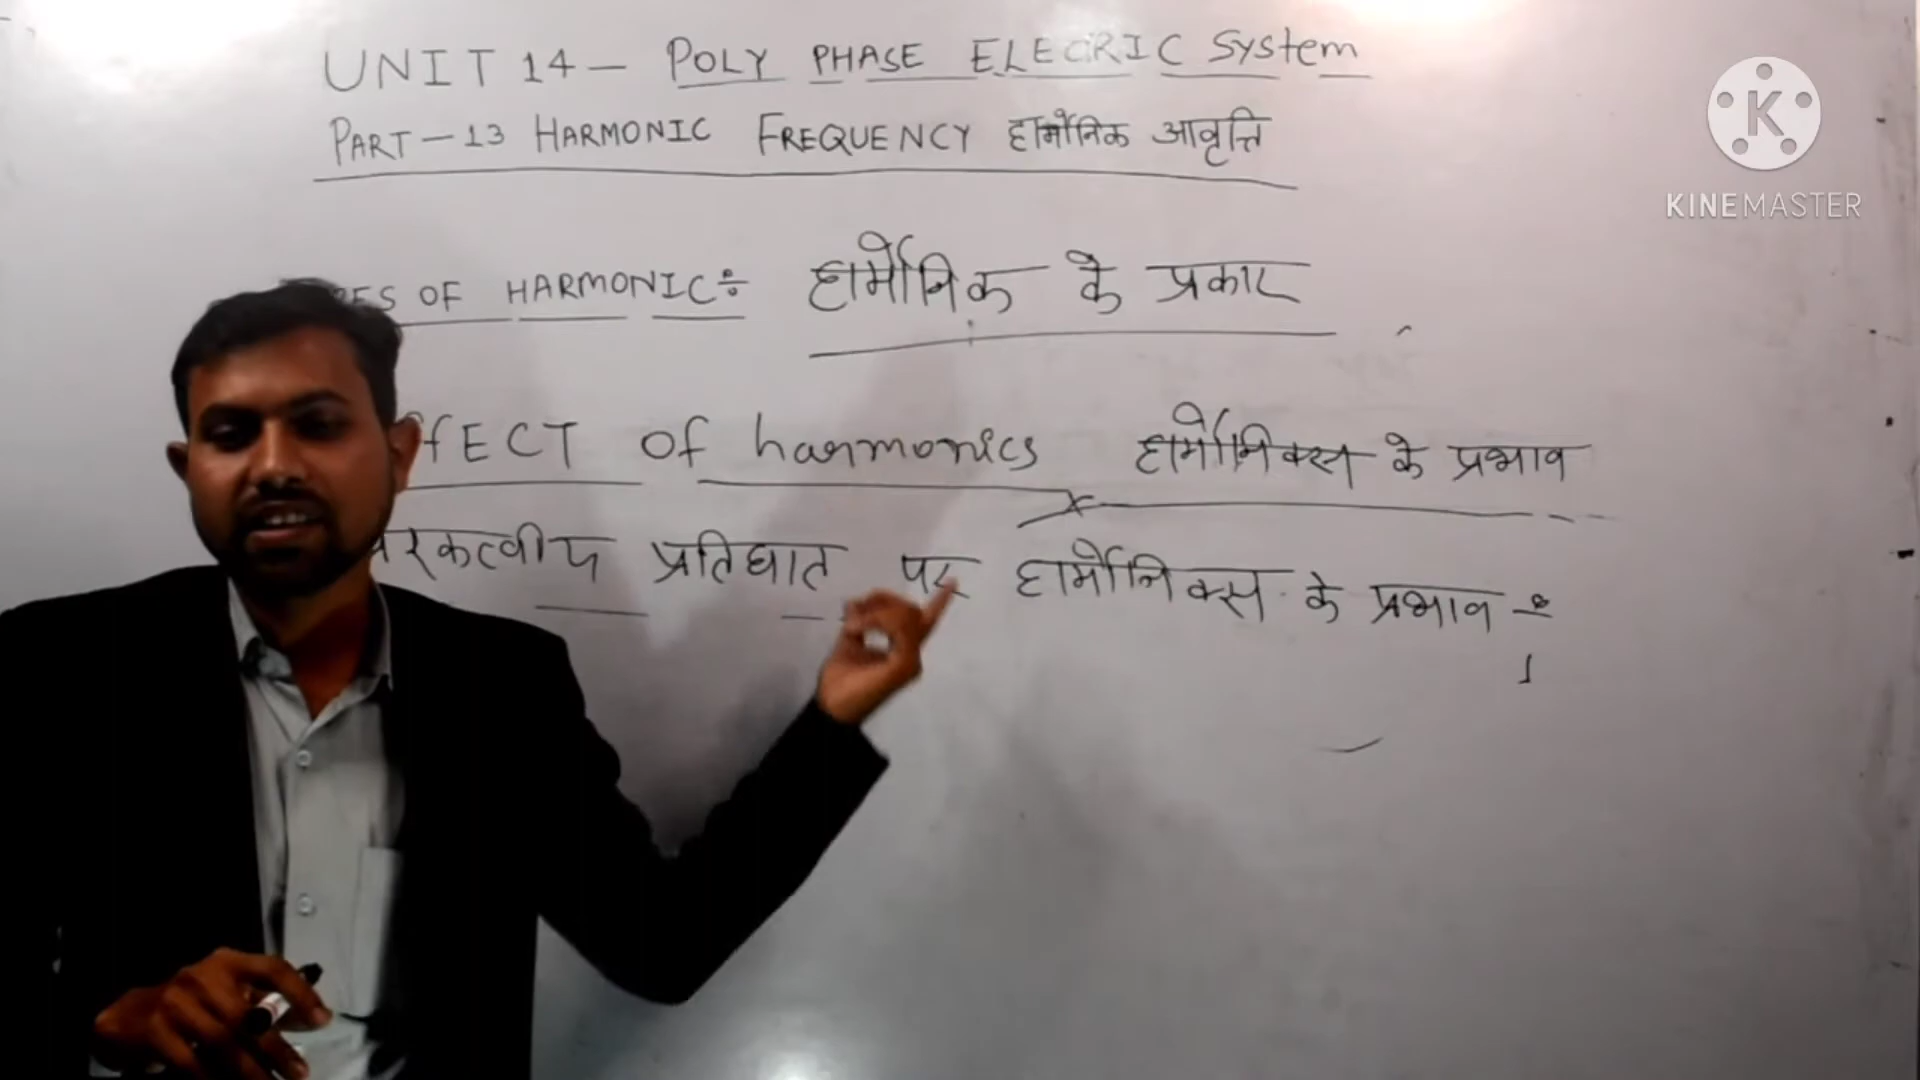 UNIT 14 - POLY PHASE ELECRIC System
PART-13 HARMONIC FREQUENCY हार्मोनिक आवृत्ति
K
KINEMASTER
OF HARMONIC÷ हार्मोनिक के प्रकार
Of harmonics हार्मोनिक्स के प्रभाव
प्रतिघात पर हार्मोनिक्स के प्रभाव -